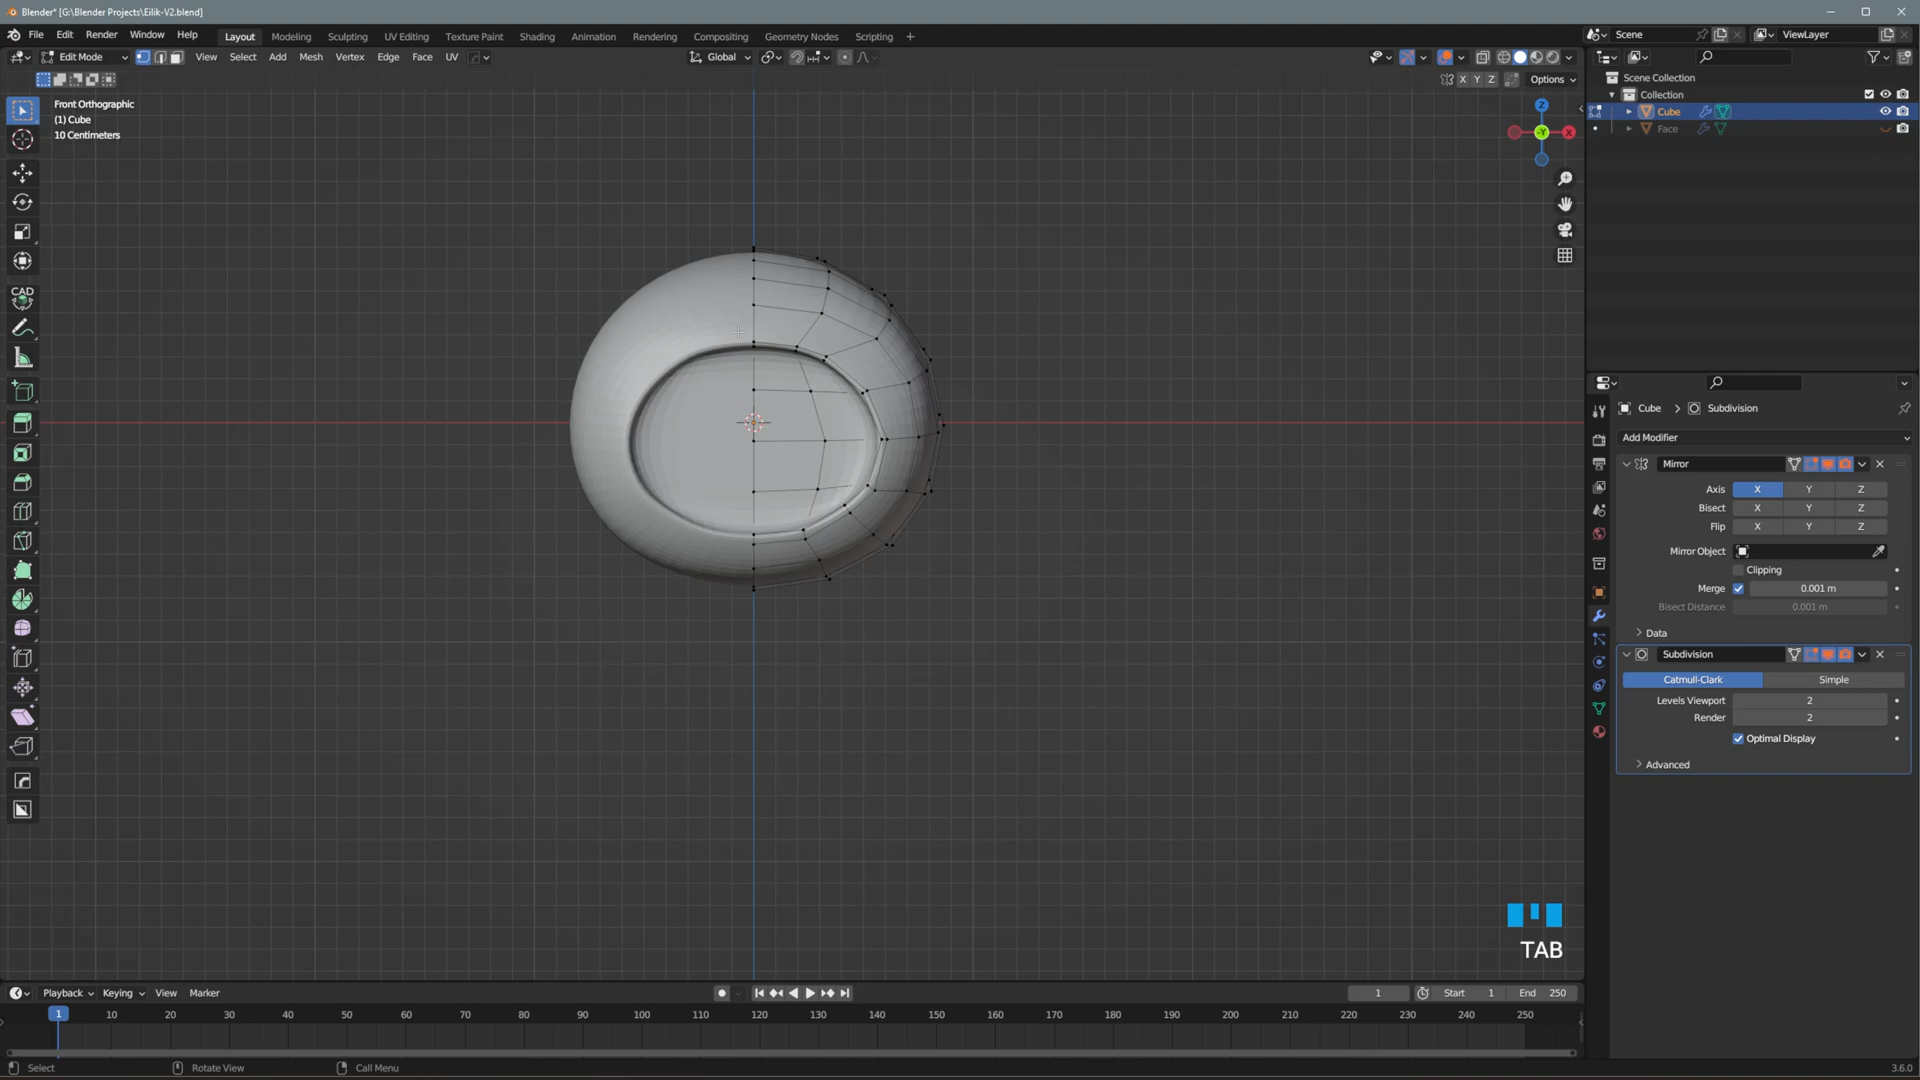 Blender* [G:\Blender Projects\Eilik-V2.blend]
File Edit Render Window Help Layout Modeling Sculpting UV Editing Texture Paint Shading Animation Rendering Compositing Geometry Nodes Scripting + Scene ViewLayer
Edit Mode View Select Add Mesh Vertex Edge Face UV Global
X Y Z Options
Scene Collection
Collection
Cube
Face
Front Orthographic
(1) Cube
10 Centimeters
Z
Y
X
CAD
Cube > Subdivision
Add Modifier
Mirror
Axis X Y Z
Bisect X Y Z
Flip X Y Z
Mirror Object
Clipping
Merge 0.001 m
Bisect Distance 0.001 m
Data
Subdivision
Catmull-Clark Simple
Levels Viewport 2
Render 2
Optimal Display
Advanced
TAB
Playback Keying View Marker 1 Start 1 End 250
1 10 20 30 40 50 60 70 80 90 100 110 120 130 140 150 160 170 180 190 200 210 220 230 240 250
Select Rotate View Call Menu 3.6.0